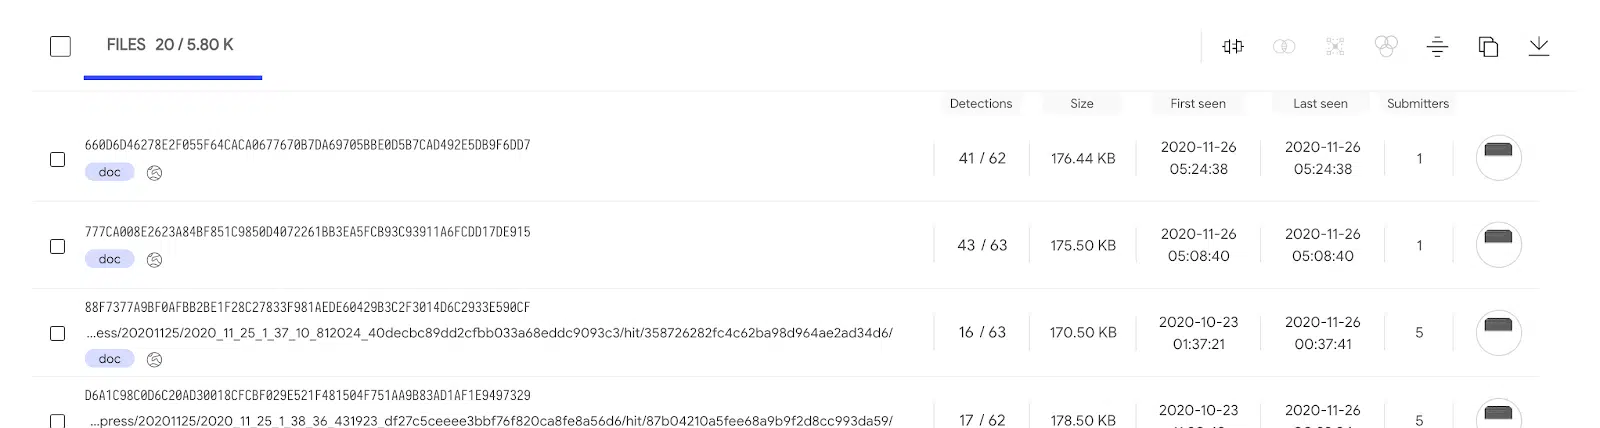 FILES 20 / 5.80 K
Detections Size First seen Last seen Submitters
660D6D46278E2F055F64CACA0677670B7DA69705BBE0D5B7CAD492E5DB9F6DD7
doc
41 / 62 176.44 KB 2020-11-26 05:24:38 2020-11-26 05:24:38 1
777CA008E2623A84BF851C9850D4072261BB3EA5FCB93C93911A6FCDD17DE915
doc
43 / 63 175.50 KB 2020-11-26 05:08:40 2020-11-26 05:08:40 1
88F7377A9BF0AFBB2BE1F28C27833F981AEDE60429B3C2F3014D6C2933E590CF
...ess/20201125/2020_11_25_1_37_10_812024_40decbc89dd2cfbb033a68eddc9093c3/hit/358726282fc4c62ba98d964ae2ad34d6/
doc
16 / 63 170.50 KB 2020-10-23 01:37:21 2020-11-26 00:37:41 5
D6A1C98C0D6C20AD30018CFCBF029E521F481504F751AA9B83AD1AF1E9497329
...press/20201125/2020_11_25_1_38_36_431923_df27c5ceeee3bbf76f820ca8fe8a56d6/hit/87b04210a5fee68a9b9f2d8cc993da59/
17 / 62 178.50 KB 2020-10-23 2020-11-26 5